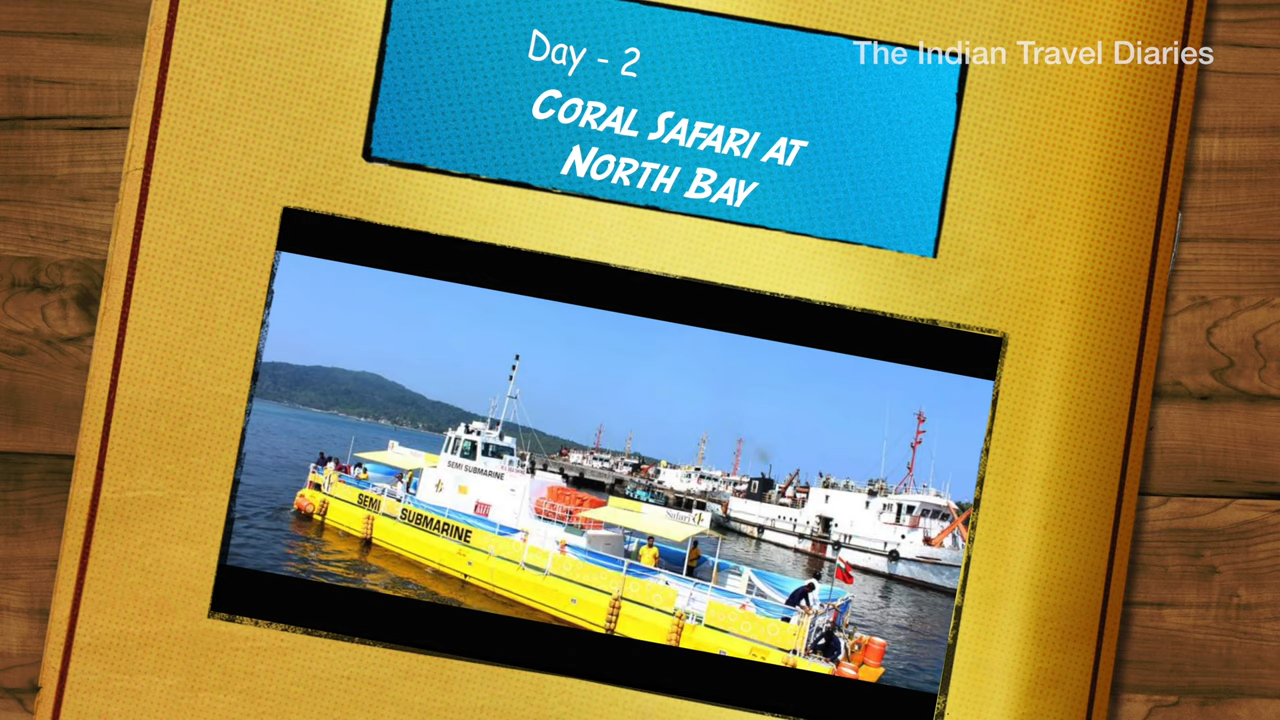 Day - 2
The Indian Travel Diaries
CORAL SAFARI AT
NORTH BAY
SEMI SUBMARINE
SEMI SUBMARINE
Safari